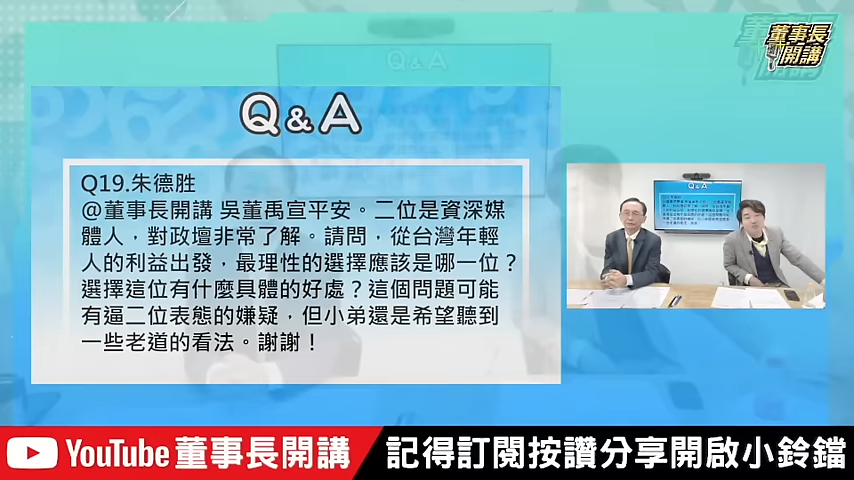 董事長
開講
Q & A
Q19.朱德胜
@董事長開講 吳董禹宣平安。二位是資深媒
體人，對政壇非常了解。請問，從台灣年輕
人的利益出發，最理性的選擇應該是哪一位？
選擇這位有什麼具體的好處？這個問題可能
有逼二位表態的嫌疑，但小弟還是希望聽到
一些老道的看法。謝謝！
Q & A
YouTube 董事長開講
記得訂閱按讚分享開啟小鈴鐺